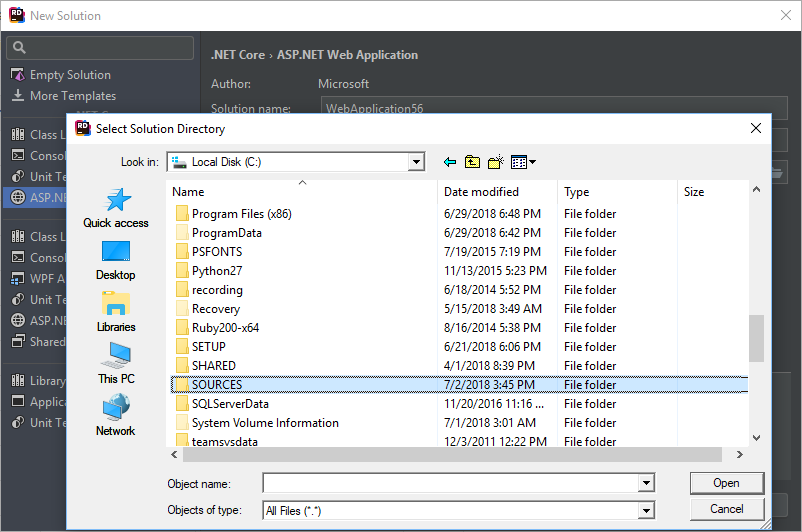 New Solution
Empty Solution
More Templates
.NET Core › ASP.NET Web Application
Author: Microsoft
Solution name: WebApplication56
Class L
Consol
Unit Te
ASP.NE
Class L
Consol
WPF A
Unit Te
ASP.NE
Shared
Library
Applica
Unit Te
Select Solution Directory
Look in: Local Disk (C:)
Quick access
Desktop
Libraries
This PC
Network
Name Date modified Type Size
Program Files (x86) 6/29/2018 6:48 PM File folder
ProgramData 6/29/2018 6:42 PM File folder
PSFONTS 7/19/2015 7:19 PM File folder
Python27 11/13/2015 5:23 PM File folder
recording 6/18/2014 5:52 PM File folder
Recovery 5/15/2018 3:49 AM File folder
Ruby200-x64 8/16/2014 5:38 PM File folder
SETUP 6/21/2018 6:06 PM File folder
SHARED 4/1/2018 8:39 PM File folder
SOURCES 7/2/2018 3:45 PM File folder
SQLServerData 11/20/2016 11:16 ... File folder
System Volume Information 7/1/2018 3:01 AM File folder
teamsysdata 12/3/2011 12:22 PM File folder
Object name:
Open
Objects of type: All Files (*.*)
Cancel